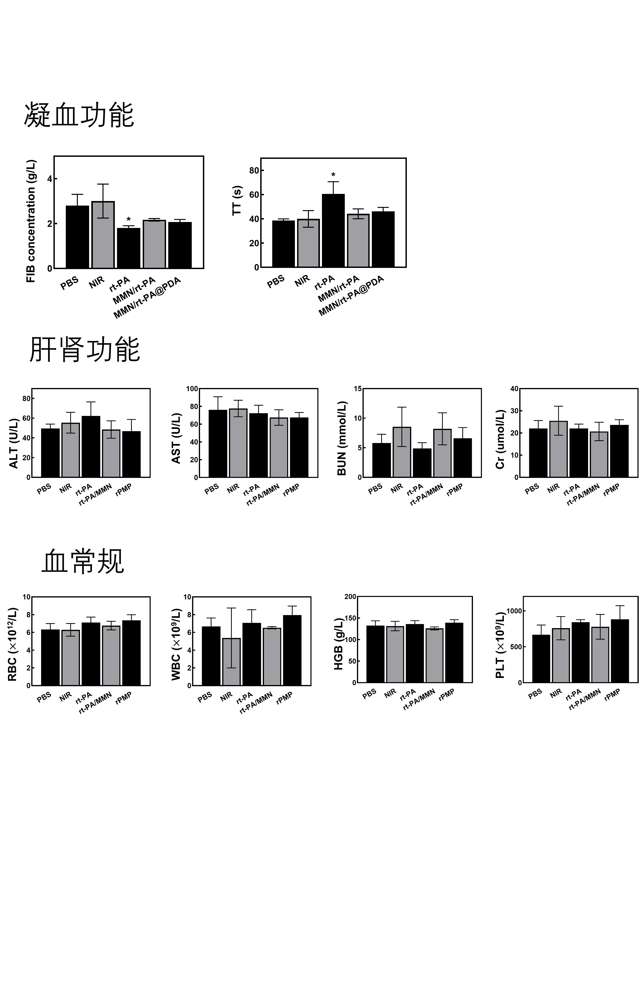 凝血功能
FIB concentration (g/L)
4
2
0
*
PBS
NIR
rt-PA
MMN/rt-PA
MMN/rt-PA@PDA
TT (s)
80
60
40
20
0
*
PBS
NIR
rt-PA
MMN/rt-PA
MMN/rt-PA@PDA
肝肾功能
ALT (U/L)
80
60
40
20
0
PBS
NIR
rt-PA
rt-PA/MMN
rPMP
AST (U/L)
100
80
60
40
20
0
PBS
NIR
rt-PA
rt-PA/MMN
rPMP
BUN (mmol/L)
15
10
5
0
PBS
NIR
rt-PA
rt-PA/MMN
rPMP
Cr (umol/L)
40
30
20
10
0
PBS
NIR
rt-PA
rt-PA/MMN
rPMP
血常规
RBC (×10¹²/L)
10
8
6
4
2
0
PBS
NIR
rt-PA
rt-PA/MMN
rPMP
WBC (×10⁹/L)
10
8
6
4
2
0
PBS
NIR
rt-PA
rt-PA/MMN
rPMP
HGB (g/L)
200
150
100
50
0
PBS
NIR
rt-PA
rt-PA/MMN
rPMP
PLT (×10⁹/L)
1000
500
0
PBS
NIR
rt-PA
rt-PA/MMN
rPMP